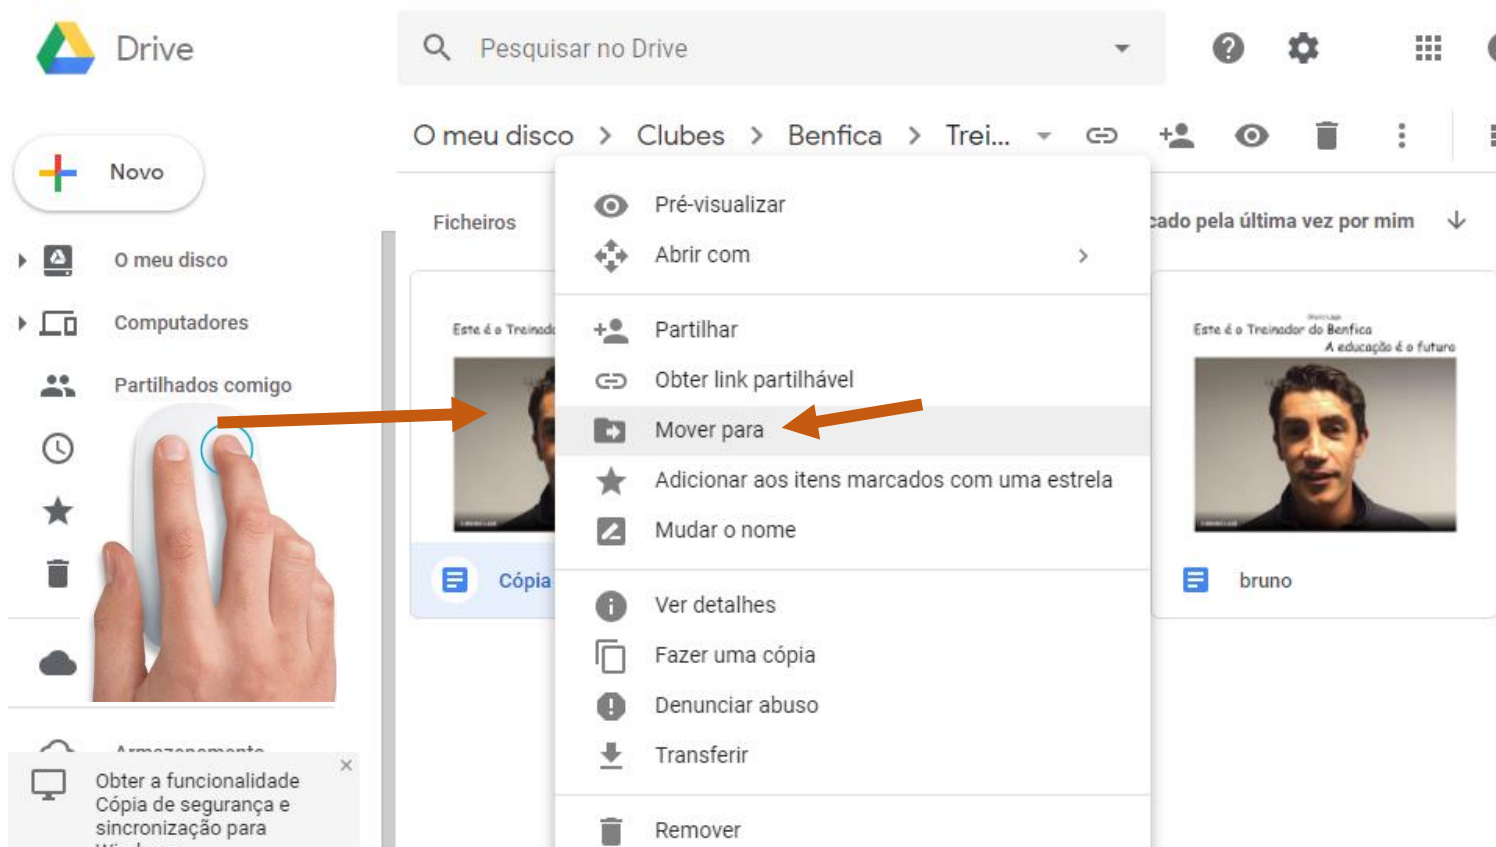 Drive
Pesquisar no Drive
O meu disco > Clubes > Benfica > Trei...
Novo
O meu disco
Computadores
Partilhados comigo
Obter a funcionalidade
Cópia de segurança e
sincronização para
Ficheiros
pela última vez por mim
Este é o
Cópia
Este é o Treinador do Benfica
A educação é o futuro
bruno
Pré-visualizar
Abrir com
Partilhar
Obter link partilhável
Mover para
Adicionar aos itens marcados com uma estrela
Mudar o nome
Ver detalhes
Fazer uma cópia
Denunciar abuso
Transferir
Remover